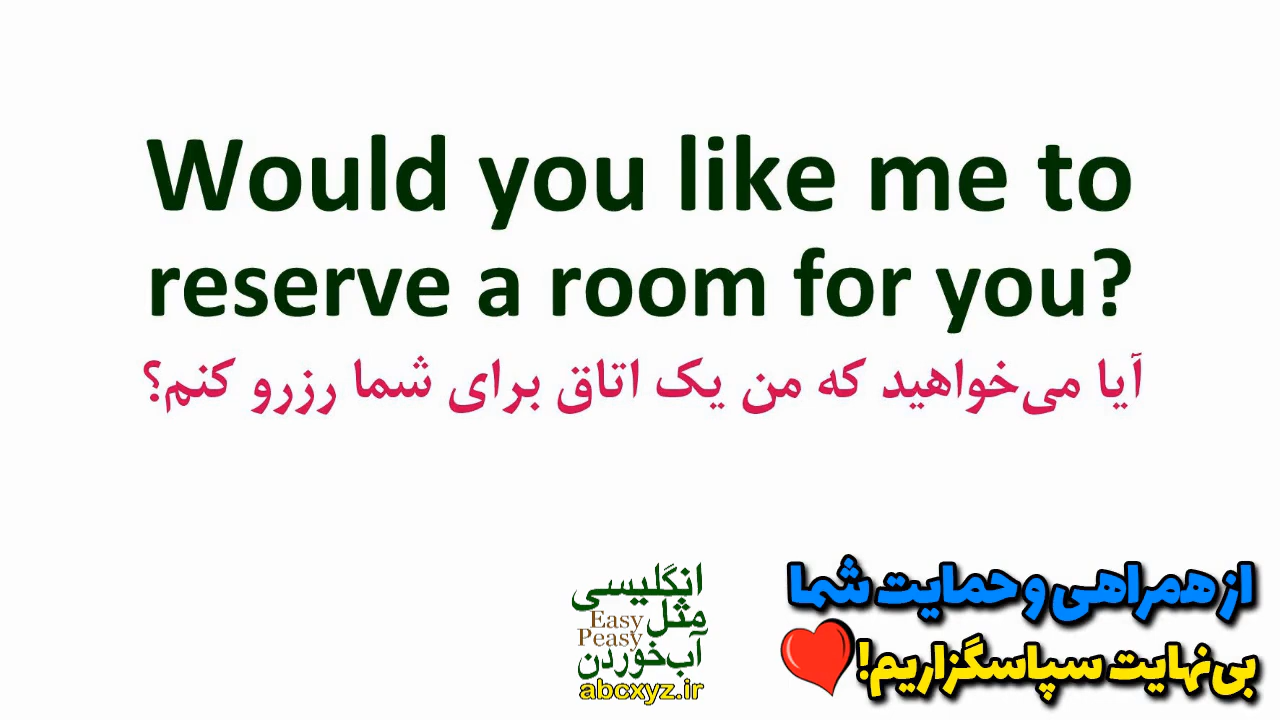 Would you like me to
reserve a room for you?
آیا می‌خواهید که من یک اتاق برای شما رزرو کنم؟
انگلیسی
مثل
Easy
Peasy
آب‌خوردن
abcxyz.ir
از همراهی و حمایت شما
بی‌نهایت سپاسگزاریم!